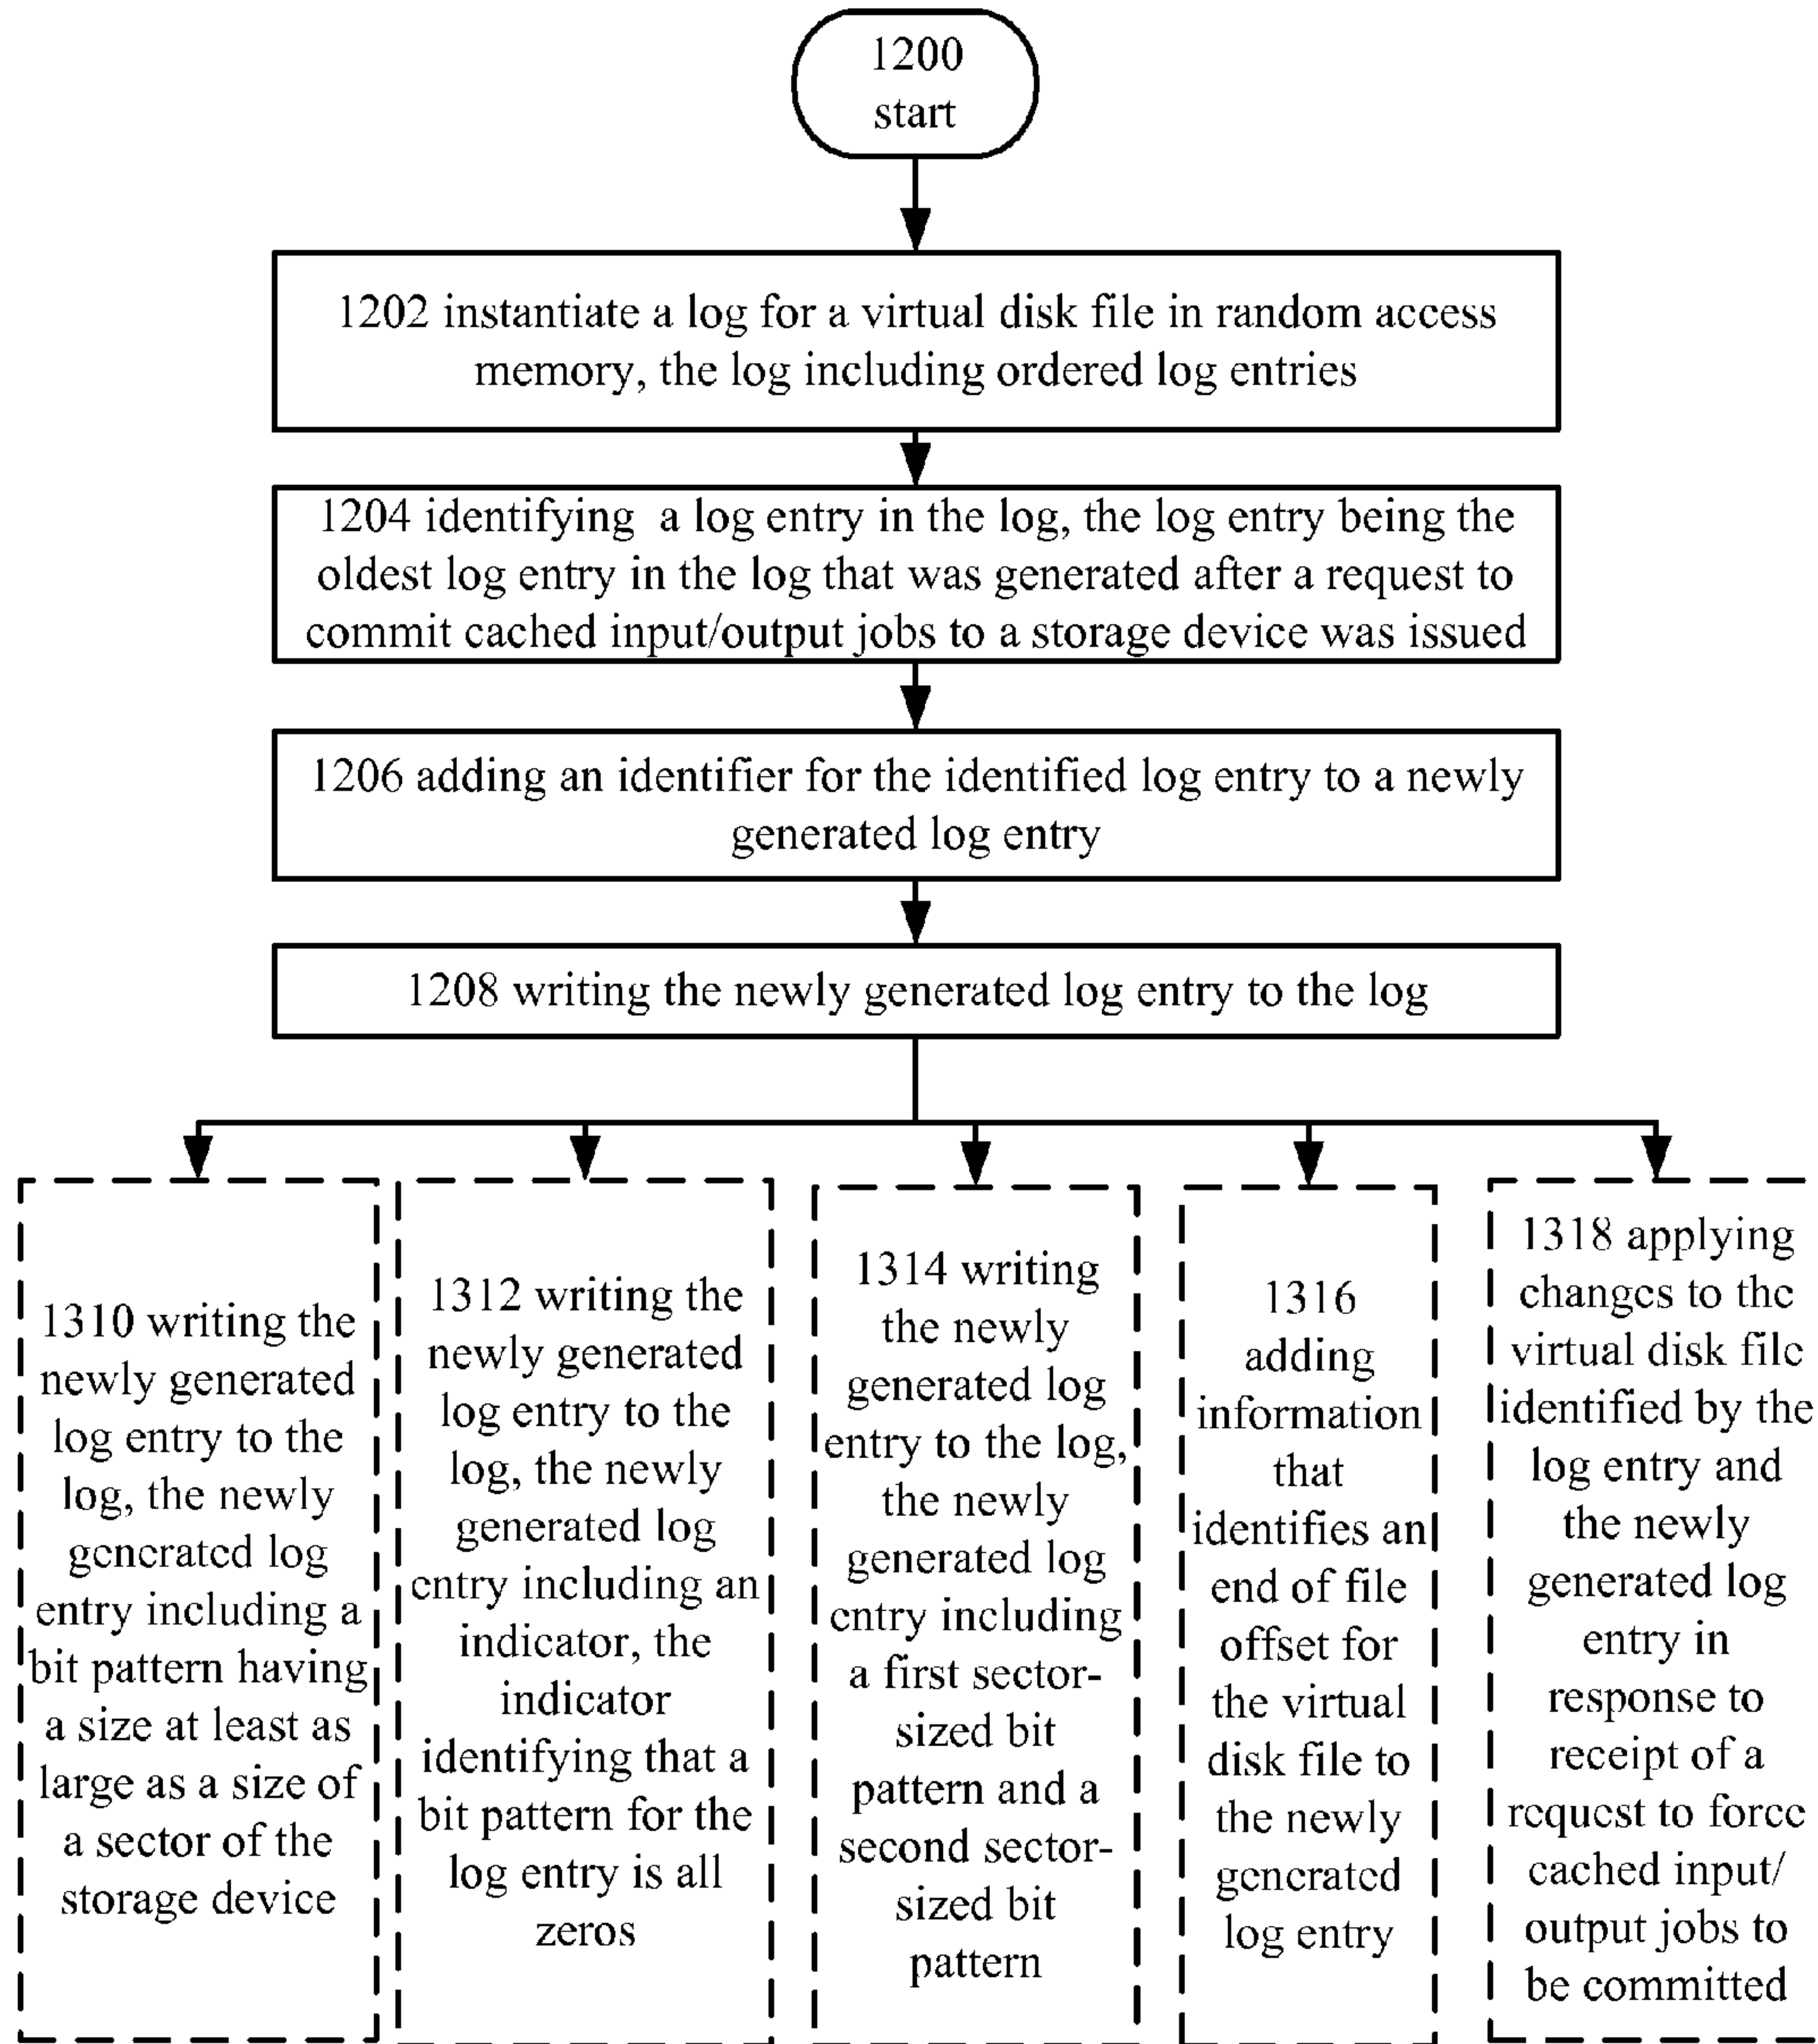 1200
start
1202 instantiate a log for a virtual disk file in random access
memory, the log including ordered log entries
1204 identifying a log entry in the log, the log entry being the
oldest log entry in the log that was generated after a request to
commit cached input/output jobs to a storage device was issued
1206 adding an identifier for the identified log entry to a newly
generated log entry
1208 writing the newly generated log entry to the log
1310 writing the
newly generated
log entry to the
log, the newly
generated log
entry including a
bit pattern having
a size at least as
large as a size of
a sector of the
storage device
1312 writing the
newly generated
log entry to the
log, the newly
generated log
entry including an
indicator, the
indicator
identifying that a
bit pattern for the
log entry is all
zeros
1314 writing
the newly
generated log
entry to the log,
the newly
generated log
entry including
a first sector-
sized bit
pattern and a
second sector-
sized bit
pattern
1316
adding
information
that
identifies an
end of file
offset for
the virtual
disk file to
the newly
generated
log entry
1318 applying
changes to the
virtual disk file
identified by the
log entry and
the newly
generated log
entry in
response to
receipt of a
request to force
cached input/
output jobs to
be committed